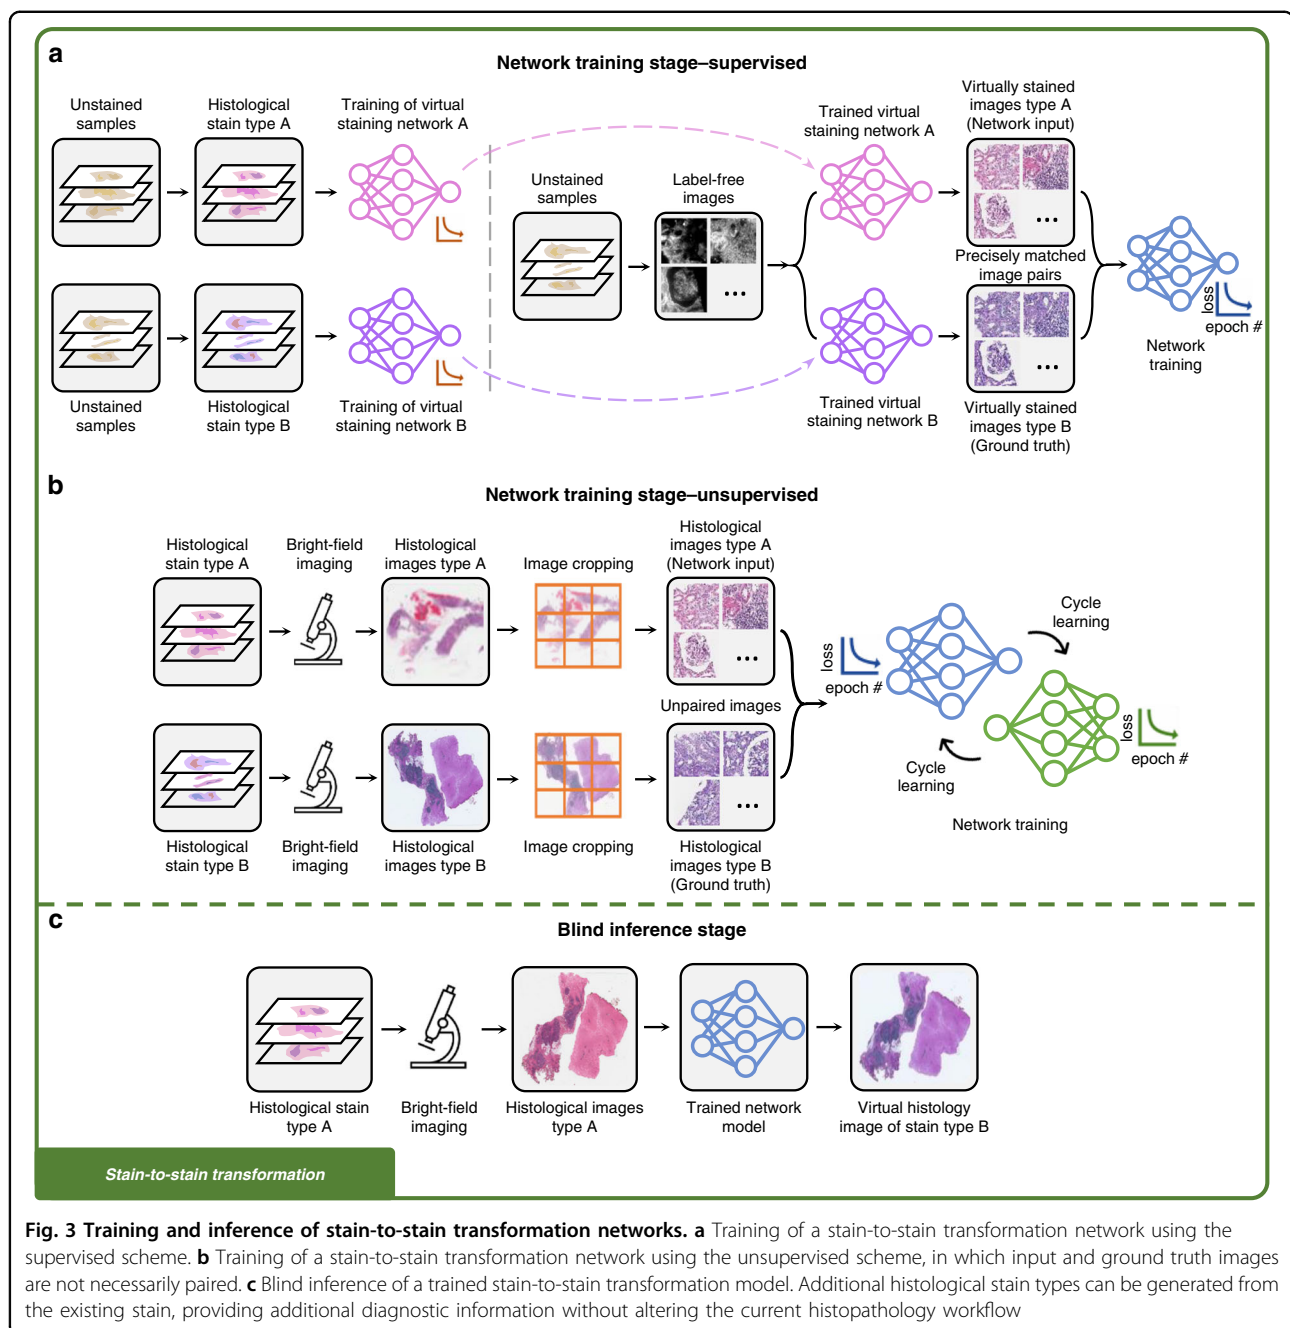 a
Network training stage–supervised
Unstained
samples
Histological
stain type A
Training of virtual
staining network A
Unstained
samples
Label-free
images
Trained virtual
staining network A
Virtually stained
images type A
(Network input)
...
...
Precisely matched
image pairs
loss
epoch #
Network
training
...
Unstained
samples
Histological
stain type B
Training of virtual
staining network B
Trained virtual
staining network B
Virtually stained
images type B
(Ground truth)
b
Network training stage–unsupervised
Histological
stain type A
Bright-field
imaging
Histological
images type A
Image cropping
Histological
images type A
(Network input)
...
Unpaired images
loss
epoch #
Cycle
learning
loss
epoch #
Cycle
learning
Network training
...
Histological
stain type B
Bright-field
imaging
Histological
images type B
Image cropping
Histological
images type B
(Ground truth)
c
Blind inference stage
Histological stain
type A
Bright-field
imaging
Histological images
type A
Trained network
model
Virtual histology
image of stain type B
Stain-to-stain transformation
Fig. 3 Training and inference of stain-to-stain transformation networks. a Training of a stain-to-stain transformation network using the
supervised scheme. b Training of a stain-to-stain transformation network using the unsupervised scheme, in which input and ground truth images
are not necessarily paired. c Blind inference of a trained stain-to-stain transformation model. Additional histological stain types can be generated from
the existing stain, providing additional diagnostic information without altering the current histopathology workflow